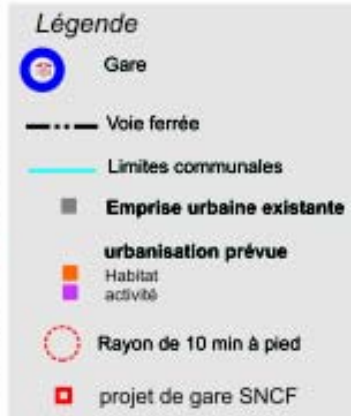 Légende
Gare
Voie ferrée
Limites communales
Emprise urbaine existante
urbanisation prévue
Habitat
activité
Rayon de 10 min à pied
projet de gare SNCF